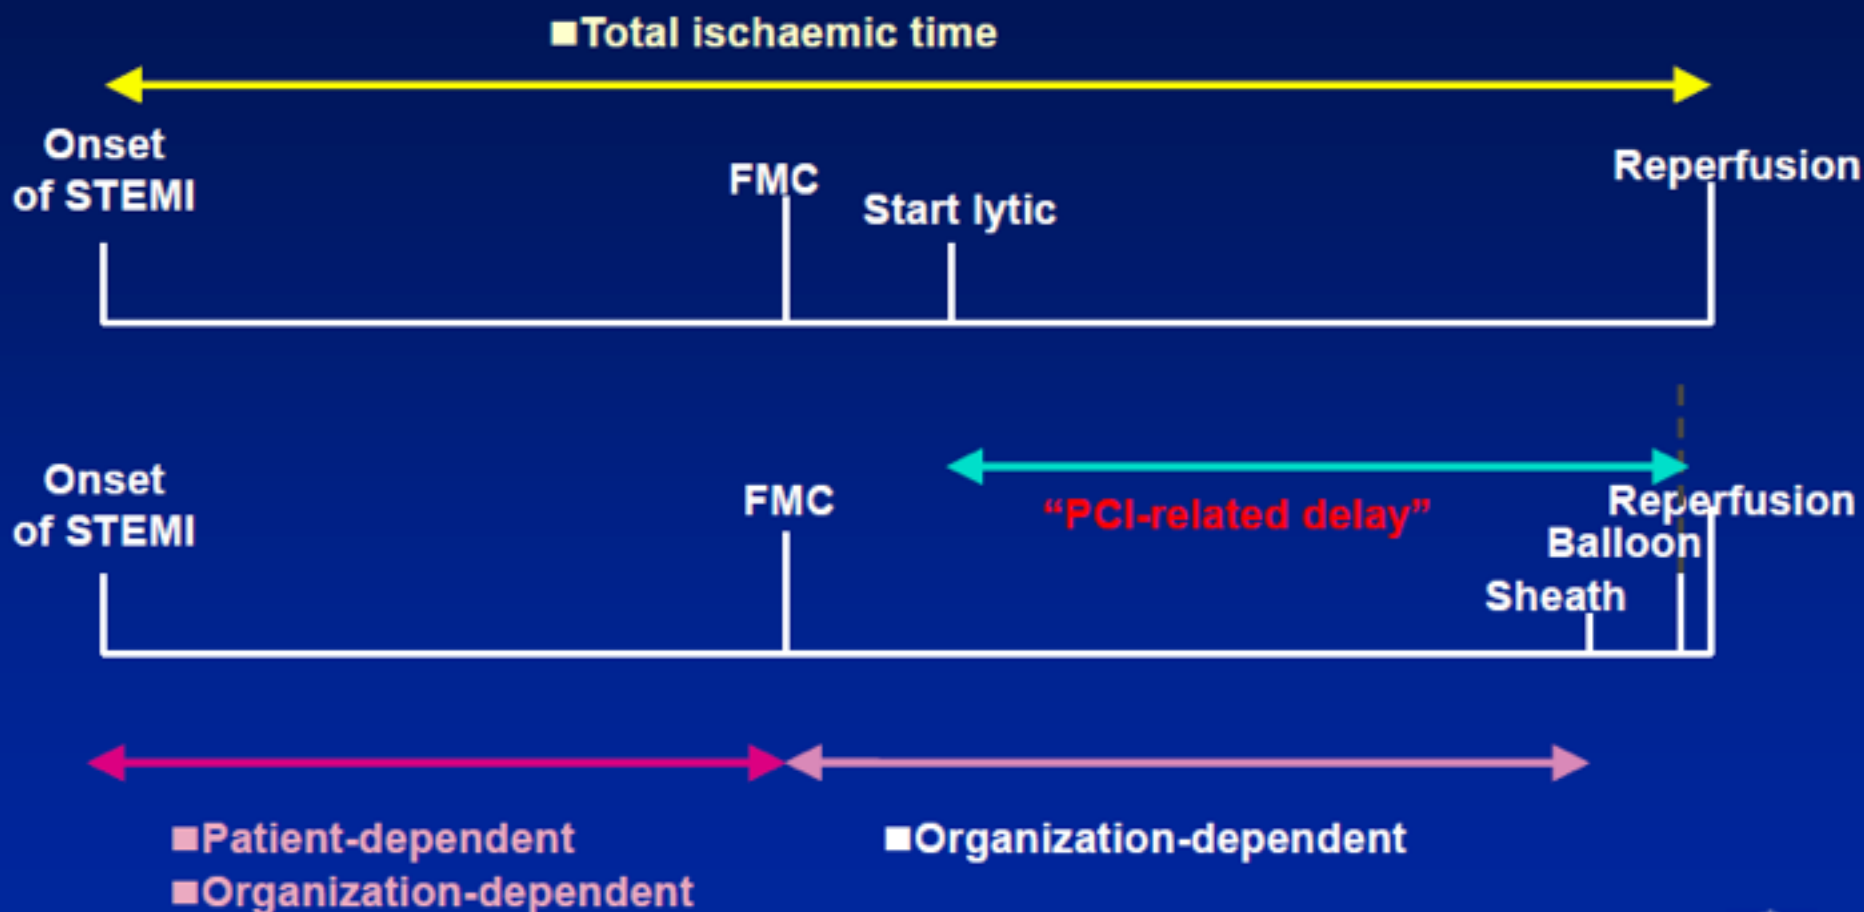 ■Total ischaemic time
Onset
of STEMI
FMC
Start lytic
Reperfusion
Onset
of STEMI
FMC
“PCI-related delay”
Reperfusion
Balloon
Sheath
■Patient-dependent
■Organization-dependent
■Organization-dependent